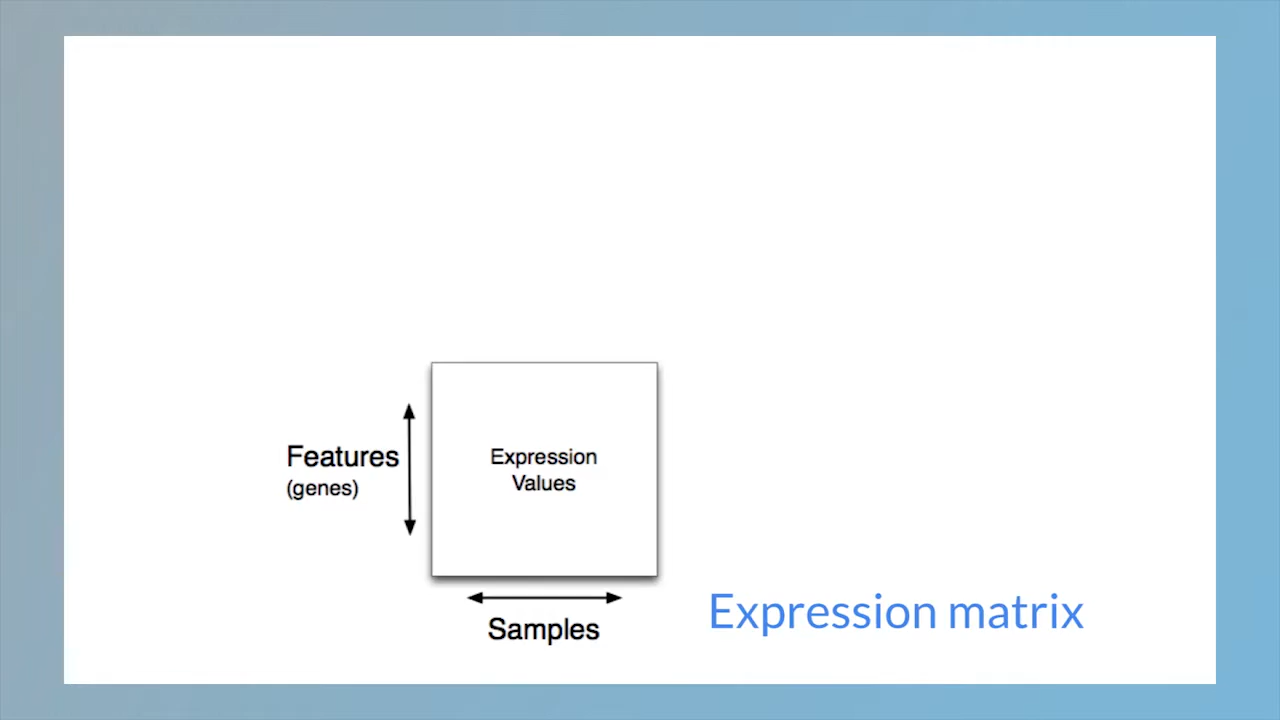 Features
(genes)
Expression
Values
Samples
Expression matrix